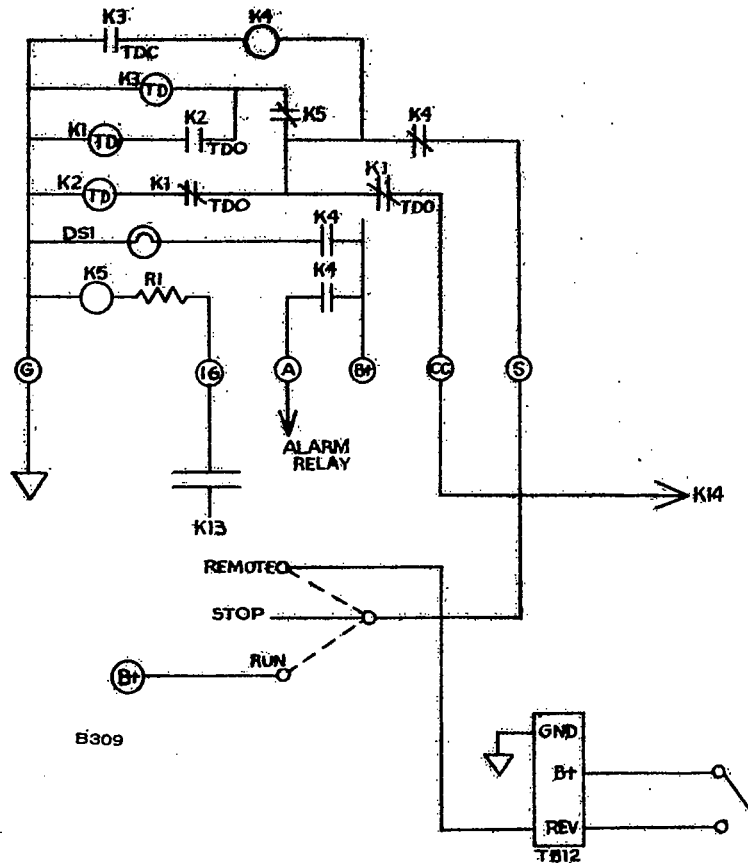 K3
K4
TDC
K3
TD
K5
K4
K1
TD
K2
TDO
K2
TD
K1
TDO
K1
TDO
DS1
K4
K5
R1
K4
G
16
A
B+
CC
S
ALARM
RELAY
K13
K14
REMOTE
STOP
RUN
B+
B309
GND
B+
REV
TB12